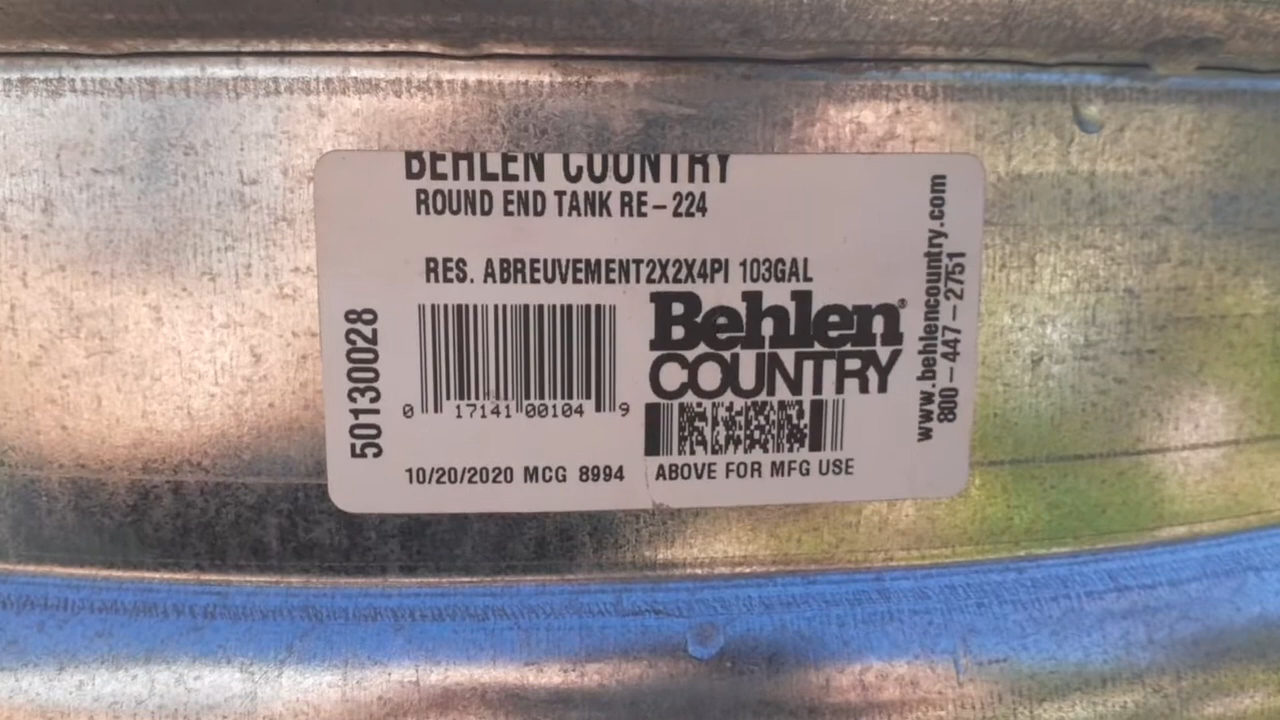 BEHLEN COUNTRY
ROUND END TANK RE-224
RES. ABREUVEMENT2X2X4PI 103GAL
50130028
0 17141 00104 9
Behlen®
COUNTRY
10/20/2020 MCG 8994
ABOVE FOR MFG USE
www.behlencountry.com
800-447-2751